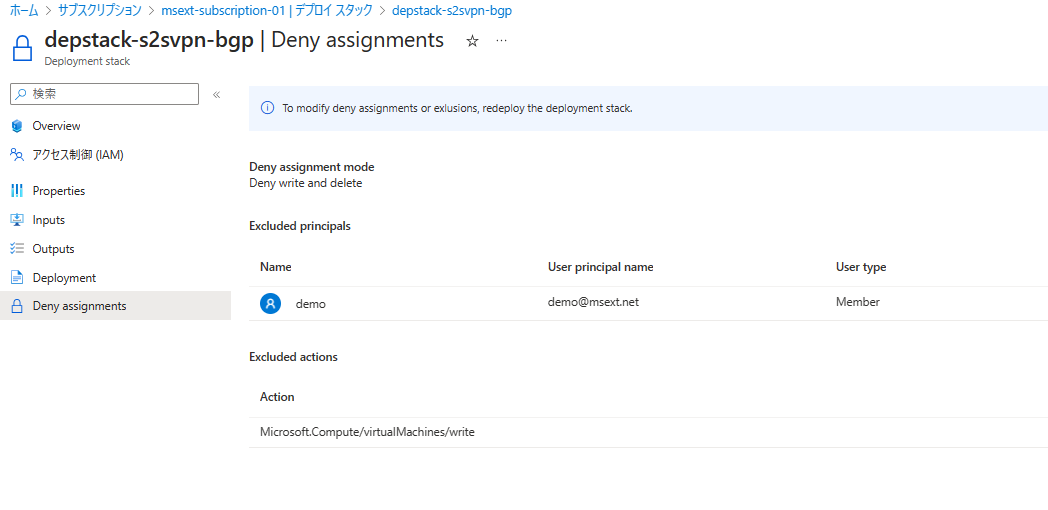 ホーム > サブスクリプション > msext-subscription-01 | デプロイ スタック > depstack-s2svpn-bgp
depstack-s2svpn-bgp | Deny assignments
Deployment stack
検索
Overview
アクセス制御 (IAM)
Properties
Inputs
Outputs
Deployment
Deny assignments
To modify deny assignments or exlusions, redeploy the deployment stack.
Deny assignment mode
Deny write and delete
Excluded principals
Name User principal name User type
demo demo@msext.net Member
Excluded actions
Action
Microsoft.Compute/virtualMachines/write